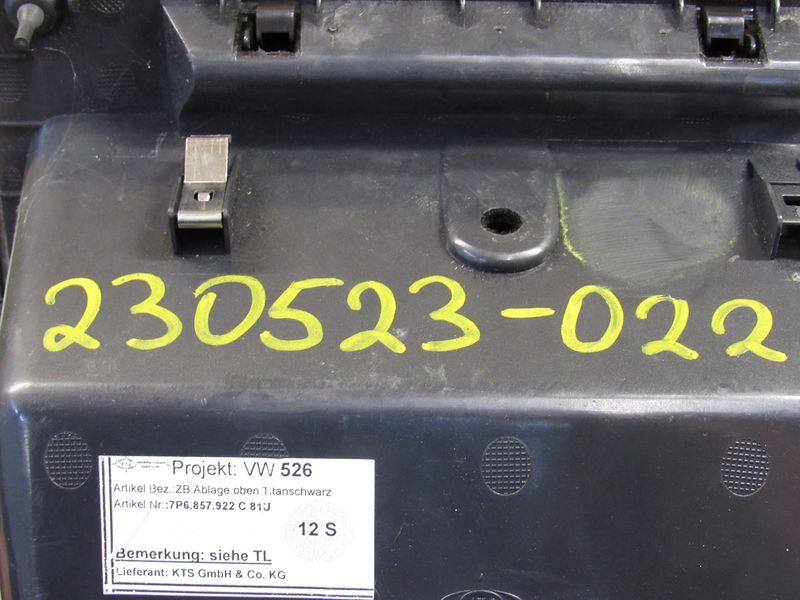 230523-022
Projekt: VW 526
Artikel Bez.:ZB Ablage oben Titanschwarz
Artikel Nr.:7P6.857.922 C 81U
12 S
Bemerkung: siehe TL
Lieferant: KTS GmbH & Co. KG